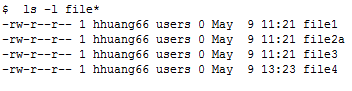 $  ls -l file*
-rw-r--r-- 1 hhuang66 users 0 May  9 11:21 file1
-rw-r--r-- 1 hhuang66 users 0 May  9 11:21 file2a
-rw-r--r-- 1 hhuang66 users 0 May  9 11:21 file3
-rw-r--r-- 1 hhuang66 users 0 May  9 13:23 file4